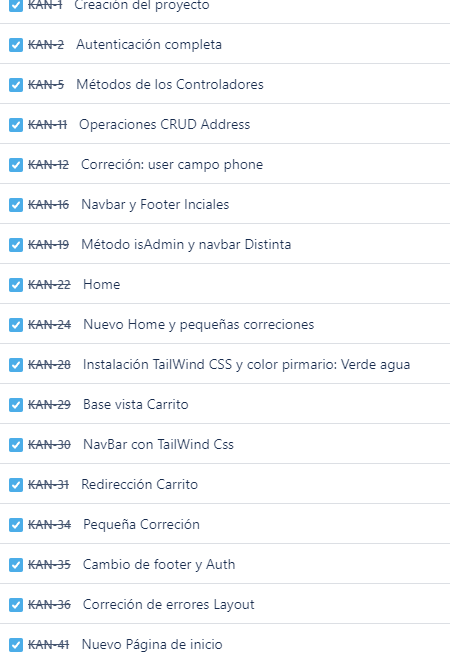 KAN-1 Creación del proyecto
KAN-2 Autenticación completa
KAN-5 Métodos de los Controladores
KAN-11 Operaciones CRUD Address
KAN-12 Correción: user campo phone
KAN-16 Navbar y Footer Inciales
KAN-19 Método isAdmin y navbar Distinta
KAN-22 Home
KAN-24 Nuevo Home y pequeñas correciones
KAN-28 Instalación TailWind CSS y color pirmario: Verde agua
KAN-29 Base vista Carrito
KAN-30 NavBar con TailWind Css
KAN-31 Redirección Carrito
KAN-34 Pequeña Correción
KAN-35 Cambio de footer y Auth
KAN-36 Correción de errores Layout
KAN-41 Nuevo Página de inicio